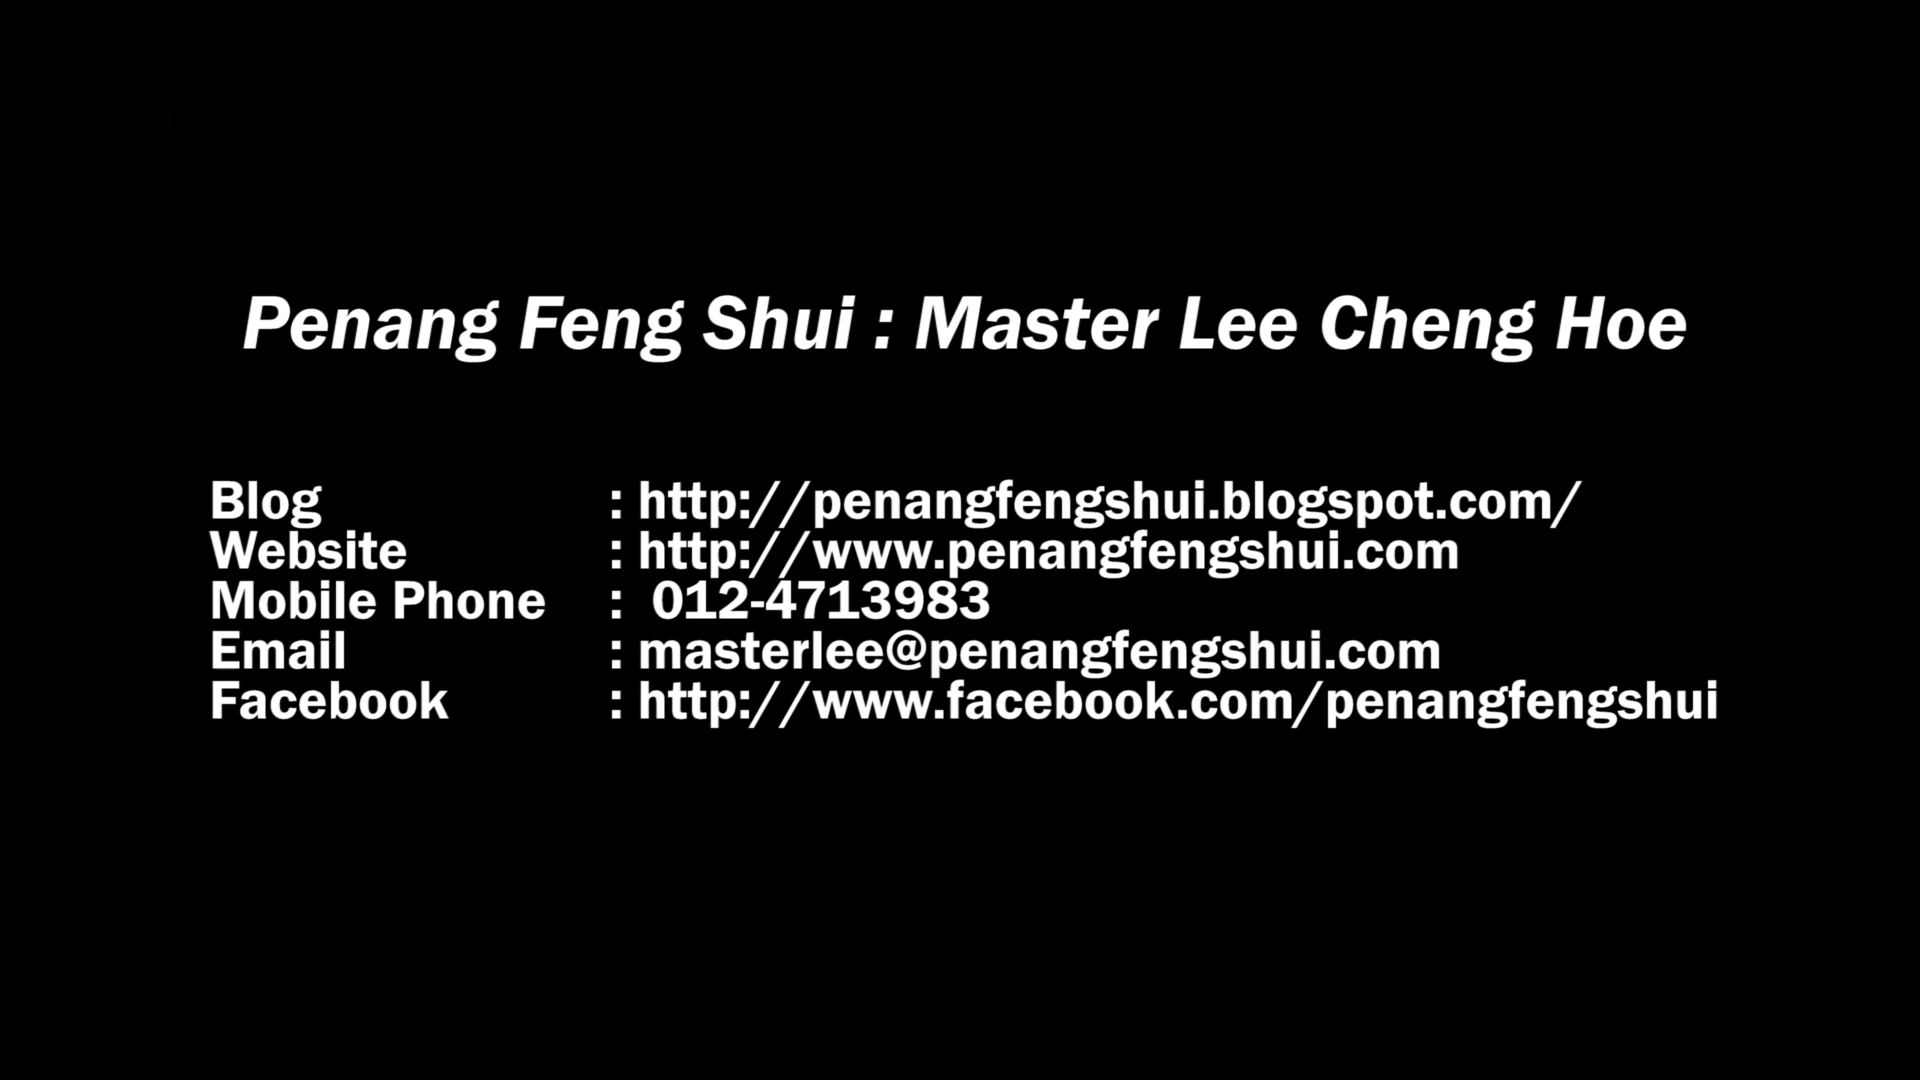 Penang Feng Shui : Master Lee Cheng Hoe
Blog : http://penangfengshui.blogspot.com/
Website : http://www.penangfengshui.com
Mobile Phone : 012-4713983
Email : masterlee@penangfengshui.com
Facebook : http://www.facebook.com/penangfengshui